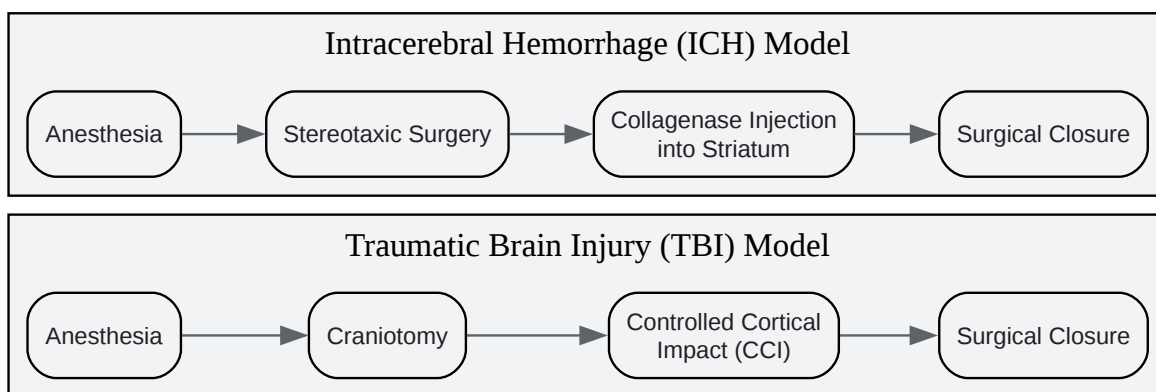 Intracerebral Hemorrhage (ICH) Model
Anesthesia
Stereotaxic Surgery
Collagenase Injection
into Striatum
Surgical Closure
Traumatic Brain Injury (TBI) Model
Anesthesia
Craniotomy
Controlled Cortical
Impact (CCI)
Surgical Closure